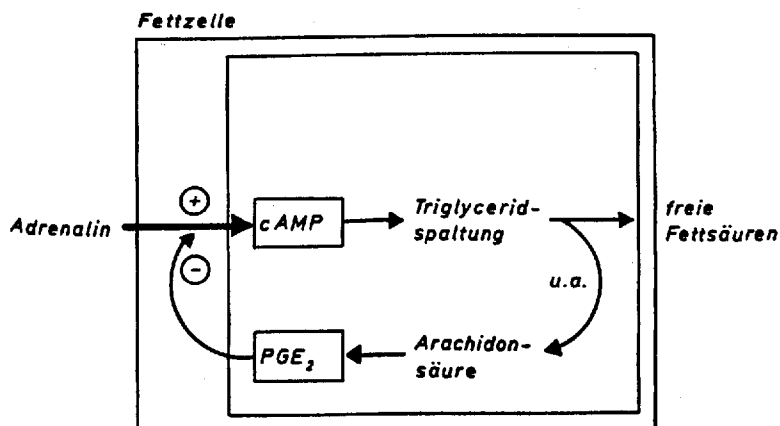 Fettzelle
Adrenalin
+
−
cAMP
Triglycerid-
spaltung
freie
Fettsäuren
u.a.
Arachidon-
säure
PGE₂